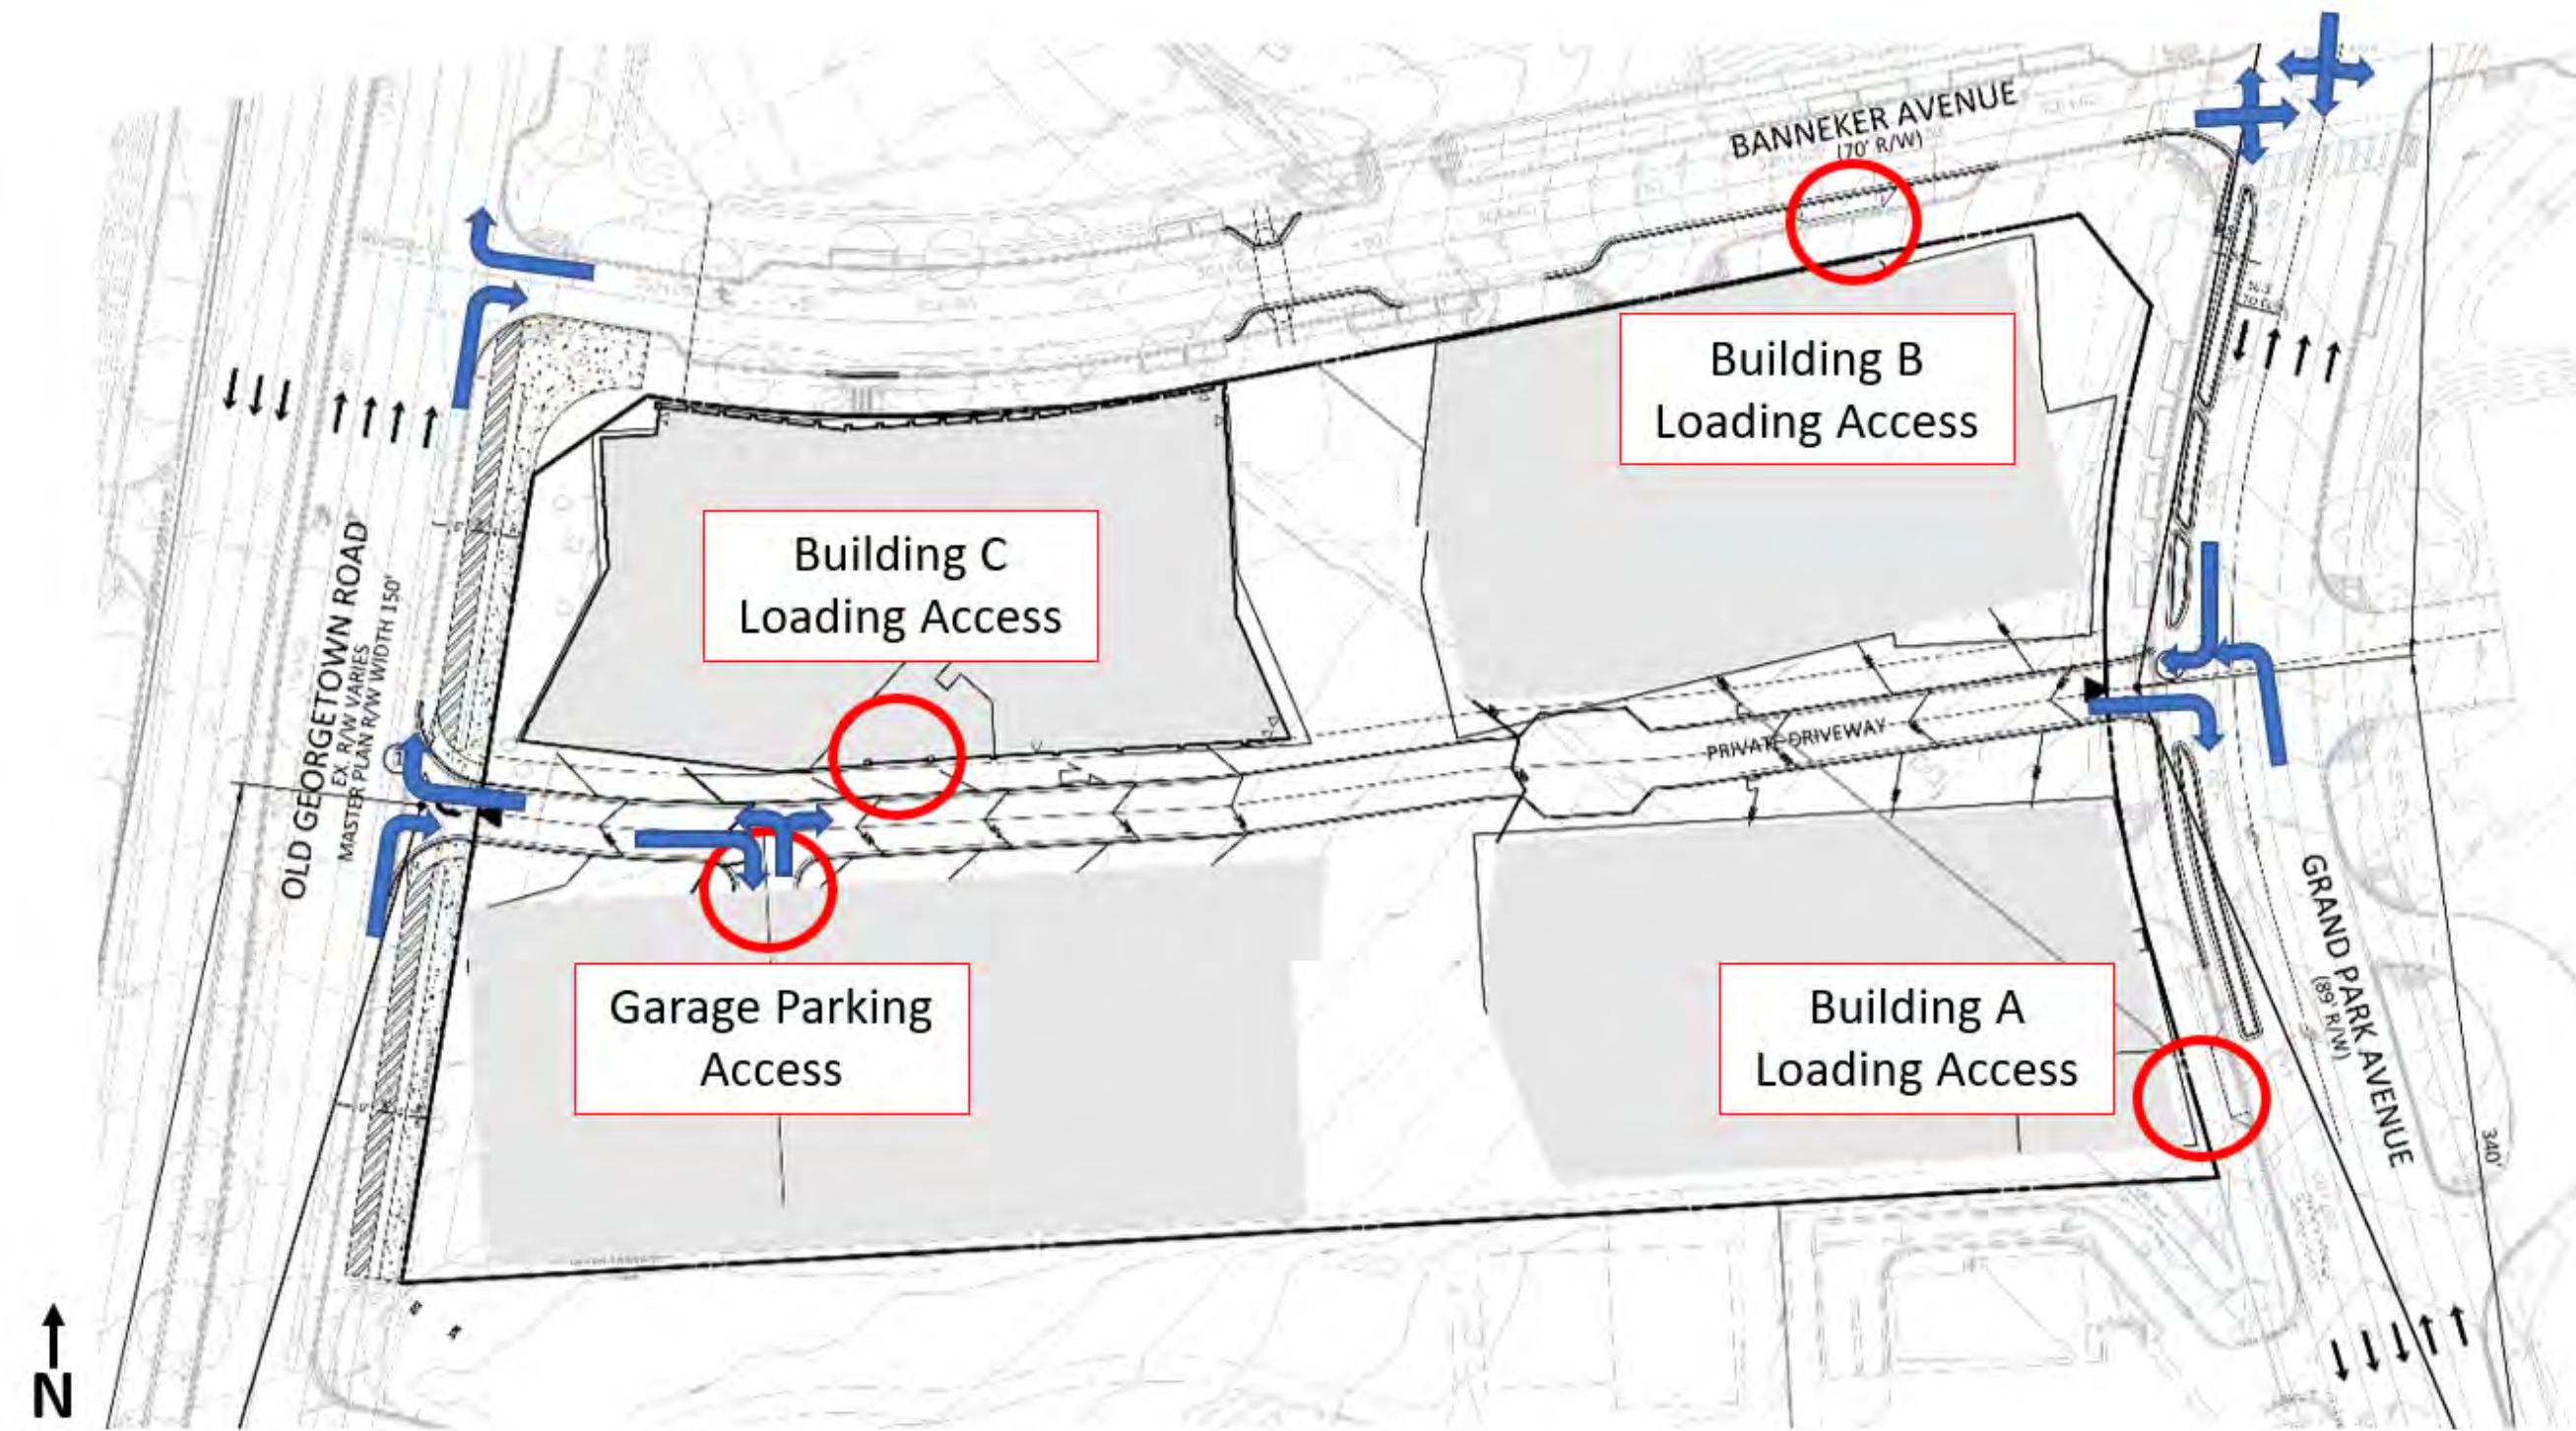 BANNEKER AVENUE
(70' R/W)
Building B
Loading Access
Building C
Loading Access
OLD GEORGETOWN ROAD
EX. R/W VARIES
MASTER PLAN R/W WIDTH 150'
PRIVATE DRIVEWAY
GRAND PARK AVENUE
(89' R/W)
Garage Parking
Access
Building A
Loading Access
340'
N